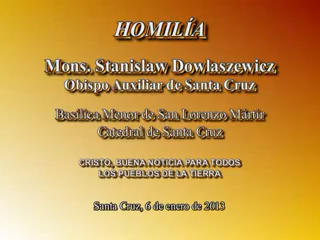 HOMILÍA
Mons. Stanislaw Dowlaszewicz
Obispo Auxiliar de Santa Cruz
Basílica Menor de San Lorenzo Mártir
Catedral de Santa Cruz
CRISTO, BUENA NOTICIA PARA TODOS
LOS PUEBLOS DE LA TIERRA
Santa Cruz, 6 de enero de 2013